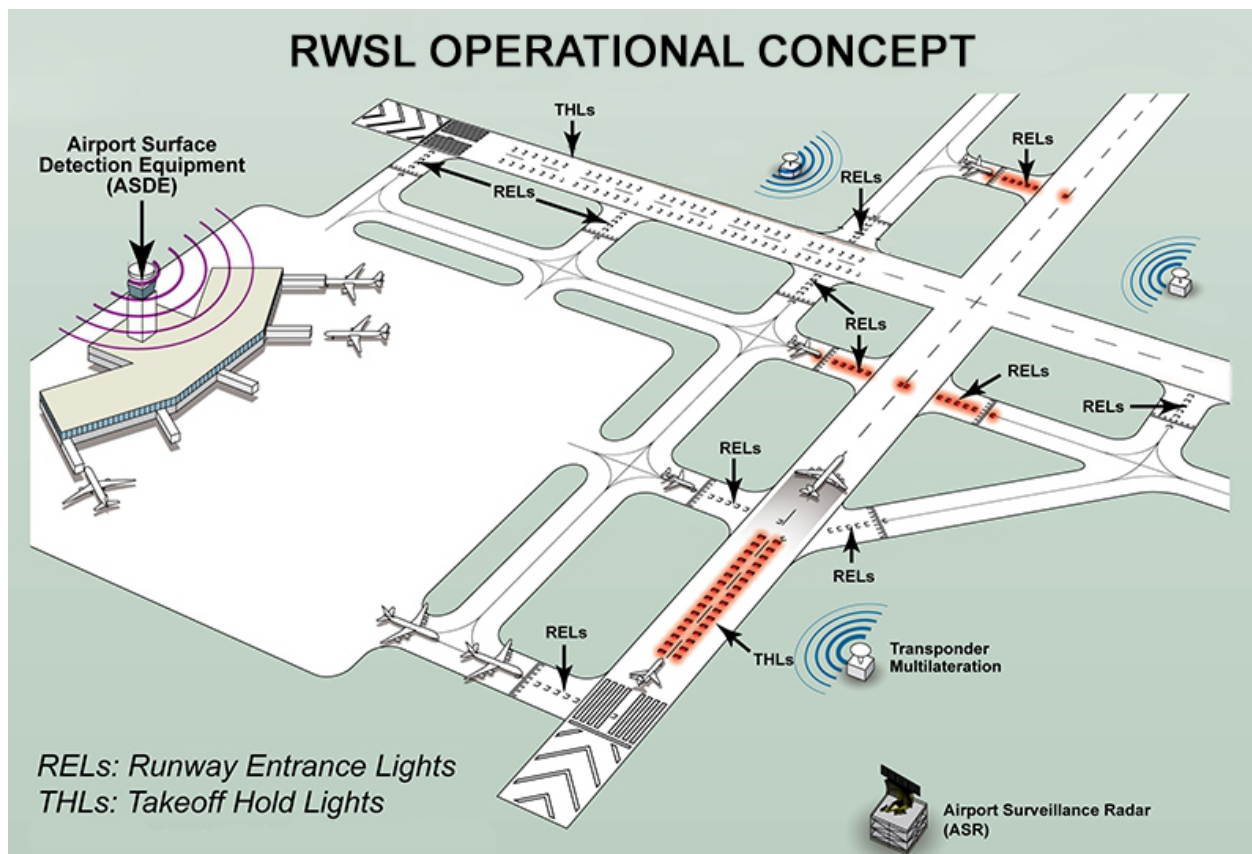 RWSL OPERATIONAL CONCEPT
THLs
Airport Surface
Detection Equipment
(ASDE)
RELs
RELs
RELs
RELs
RELs
RELs
RELs
RELs
RELs
THLs
RELs
Transponder
Multilateration
RELs: Runway Entrance Lights
THLs: Takeoff Hold Lights
Airport Surveillance Radar
(ASR)